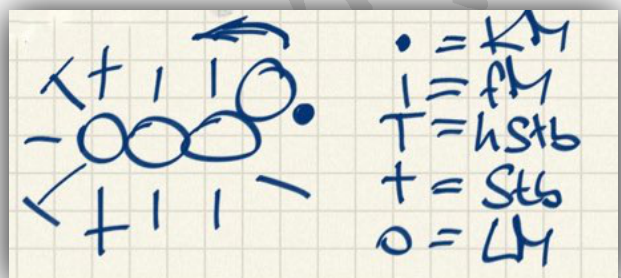 • = KM
I = fM
T = hStb
† = Stb
O = LM